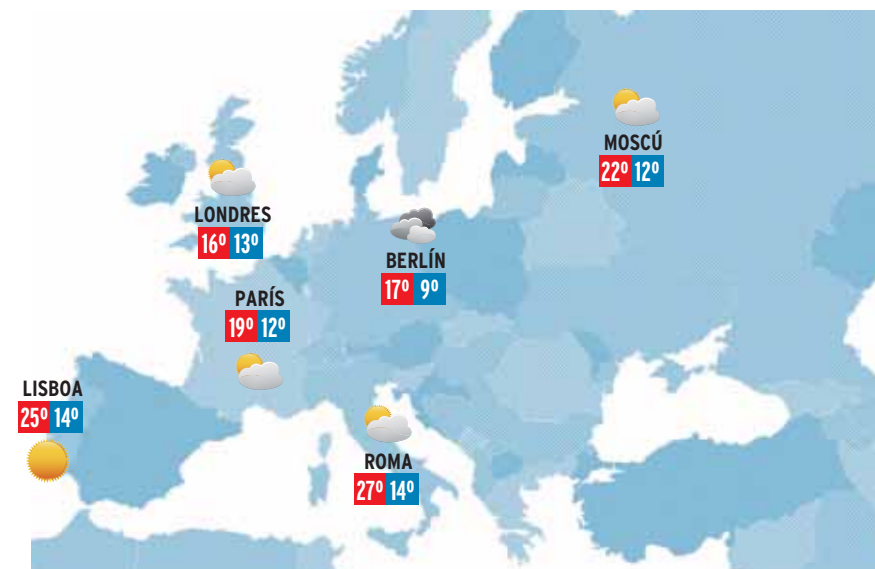 MOSCÚ
22º 12º
LONDRES
16º 13º
BERLÍN
17º 9º
PARÍS
19º 12º
LISBOA
25º 14º
ROMA
27º 14º